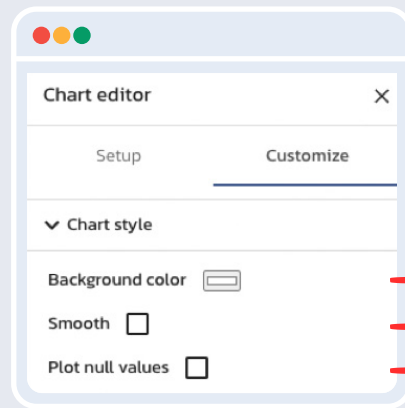 Chart editor
Setup Customize
Chart style
Background color
Smooth
Plot null values